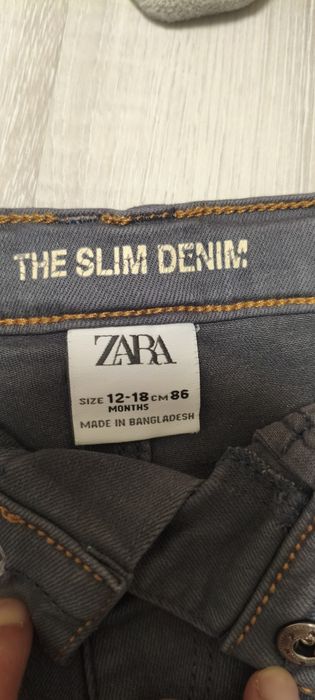 THE SLIM DENIM
ZARA
SIZE 12-18 CM 86
MONTHS
MADE IN BANGLADESH